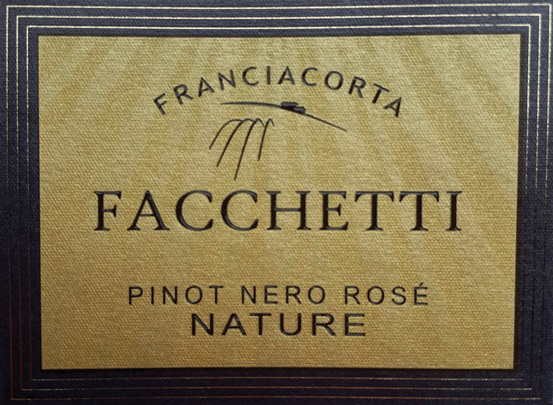 FRANCIACORTA
FACCHETTI
PINOT NERO ROSÉ
NATURE